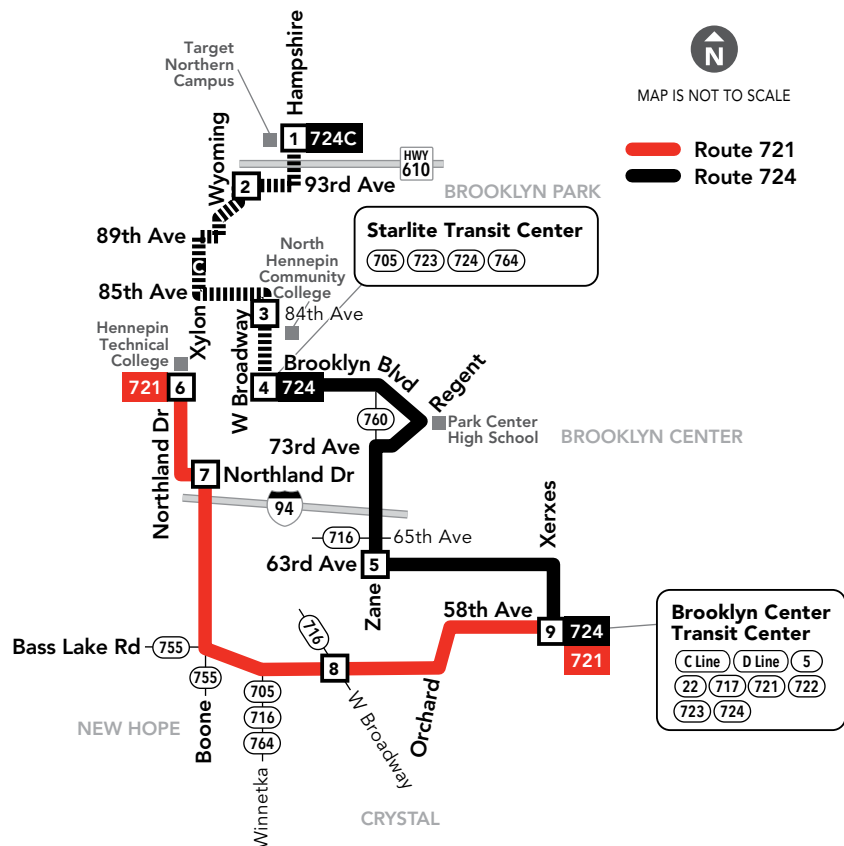 Target
Northern
Campus
Hampshire
N
MAP IS NOT TO SCALE
1 724C
HWY
610
Route 721
Route 724
Wyoming
2
93rd Ave
BROOKLYN PARK
89th Ave
Starlite Transit Center
705 723 724 764
North
Hennepin
Community
College
85th Ave
C
Xylon
3
84th Ave
Hennepin
Technical
College
W Broadway
721 6
4 724
Brooklyn Blvd
Regent
760
Park Center
High School
BROOKLYN CENTER
73rd Ave
Northland Dr
7
Northland Dr
94
Xerxes
716
65th Ave
63rd Ave
5
Zane
58th Ave
9 724
721
Brooklyn Center
Transit Center
C Line D Line 5
22 717 721 722
723 724
Bass Lake Rd
755
716
8
755
705
716
764
W Broadway
Orchard
Boone
NEW HOPE
Winnetka
CRYSTAL